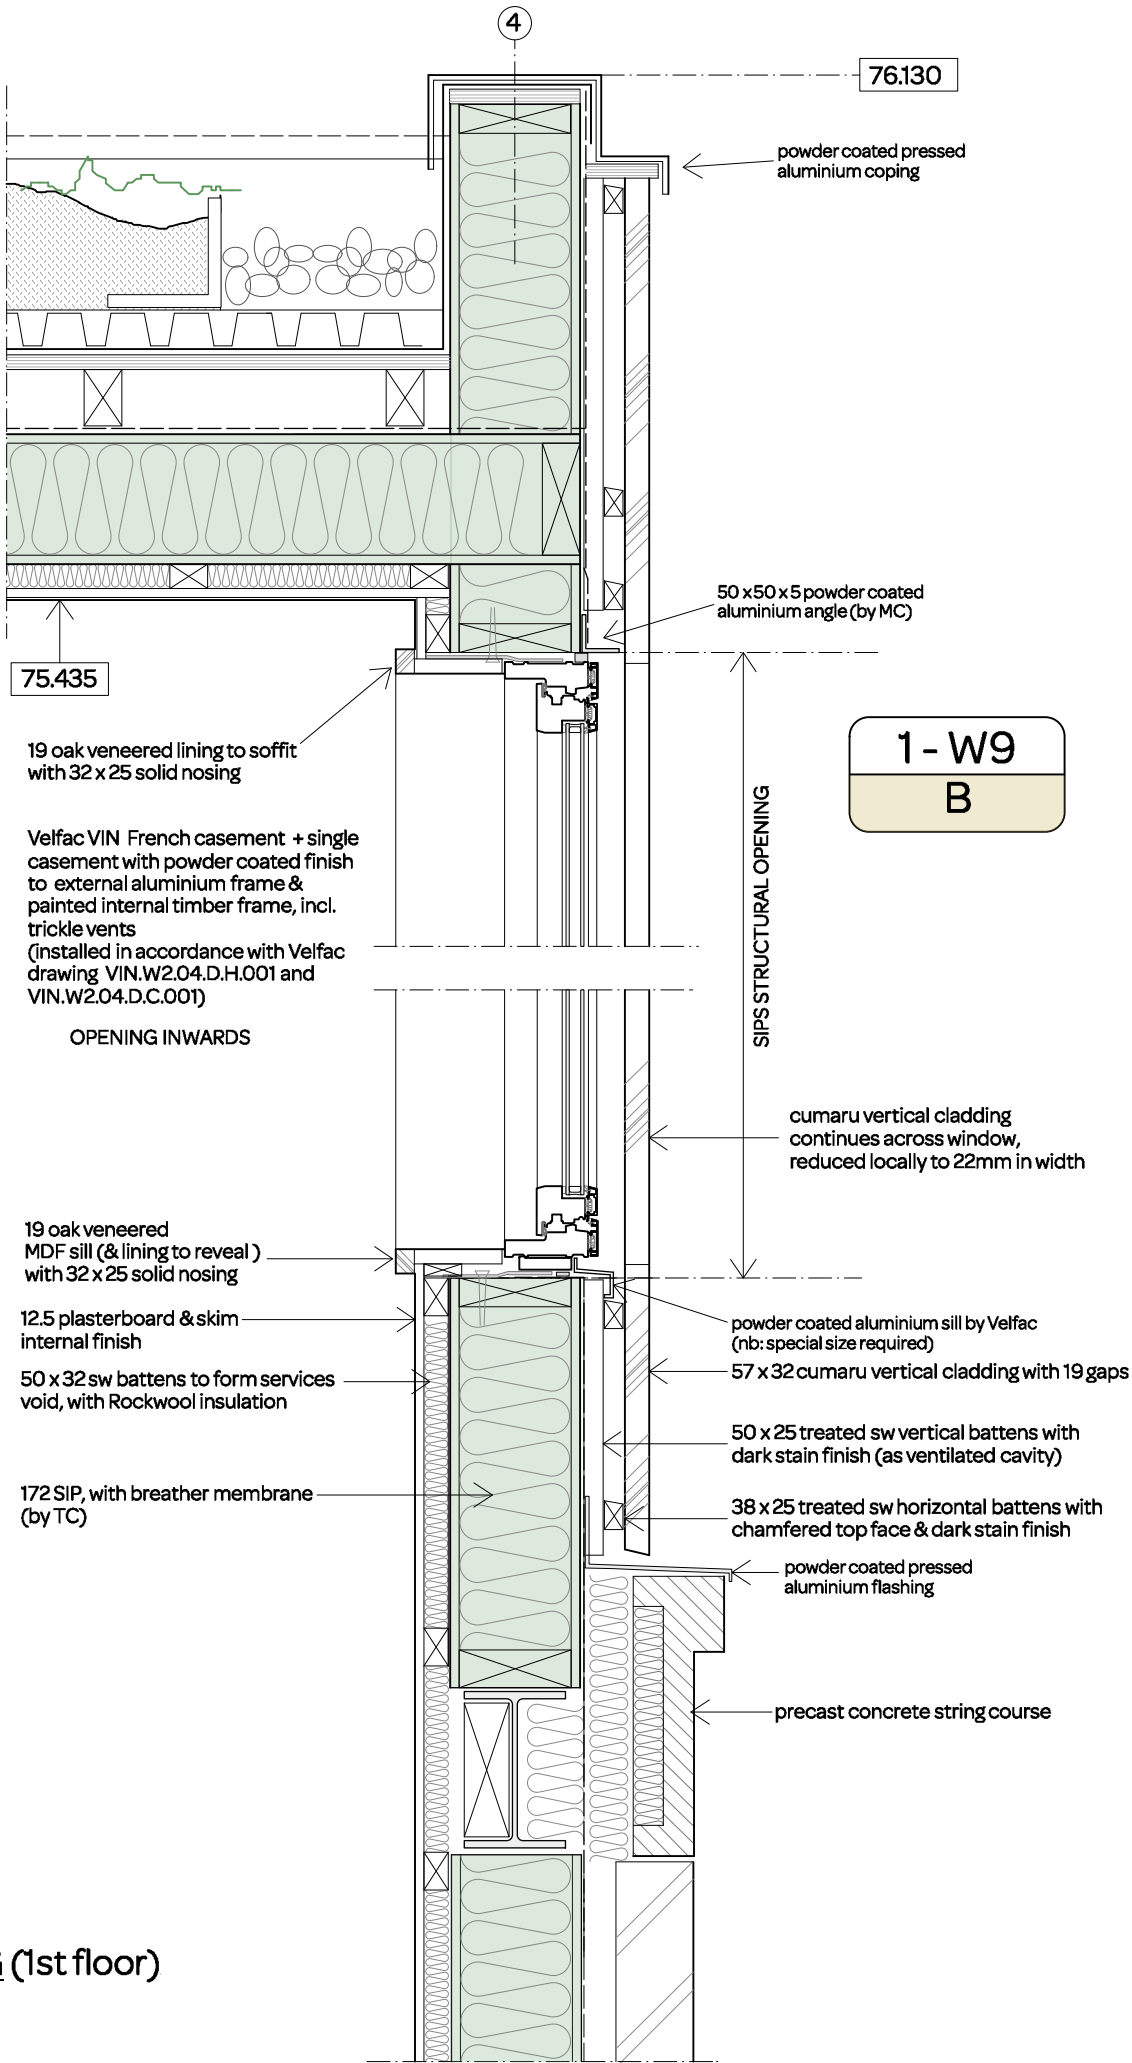 4
76.130
powder coated pressed
aluminium coping
50 x 50 x 5 powder coated
aluminium angle (by MC)
75.435
19 oak veneered lining to soffit
with 32 x 25 solid nosing
1 - W9
B
Velfac VIN French casement + single
casement with powder coated finish
to external aluminium frame &
painted internal timber frame, incl.
trickle vents
(installed in accordance with Velfac
drawing VIN.W2.04.D.H.001 and
VIN.W2.04.D.C.001)
OPENING INWARDS
SIPS STRUCTURAL OPENING
cumaru vertical cladding
continues across window,
reduced locally to 22mm in width
19 oak veneered
MDF sill (& lining to reveal )
with 32 x 25 solid nosing
12.5 plasterboard & skim
internal finish
powder coated aluminium sill by Velfac
(nb: special size required)
50 x 32 sw battens to form services
void, with Rockwool insulation
57 x 32 cumaru vertical cladding with 19 gaps
50 x 25 treated sw vertical battens with
dark stain finish (as ventilated cavity)
172 SIP, with breather membrane
(by TC)
38 x 25 treated sw horizontal battens with
chamfered top face & dark stain finish
powder coated pressed
aluminium flashing
precast concrete string course
(1st floor)